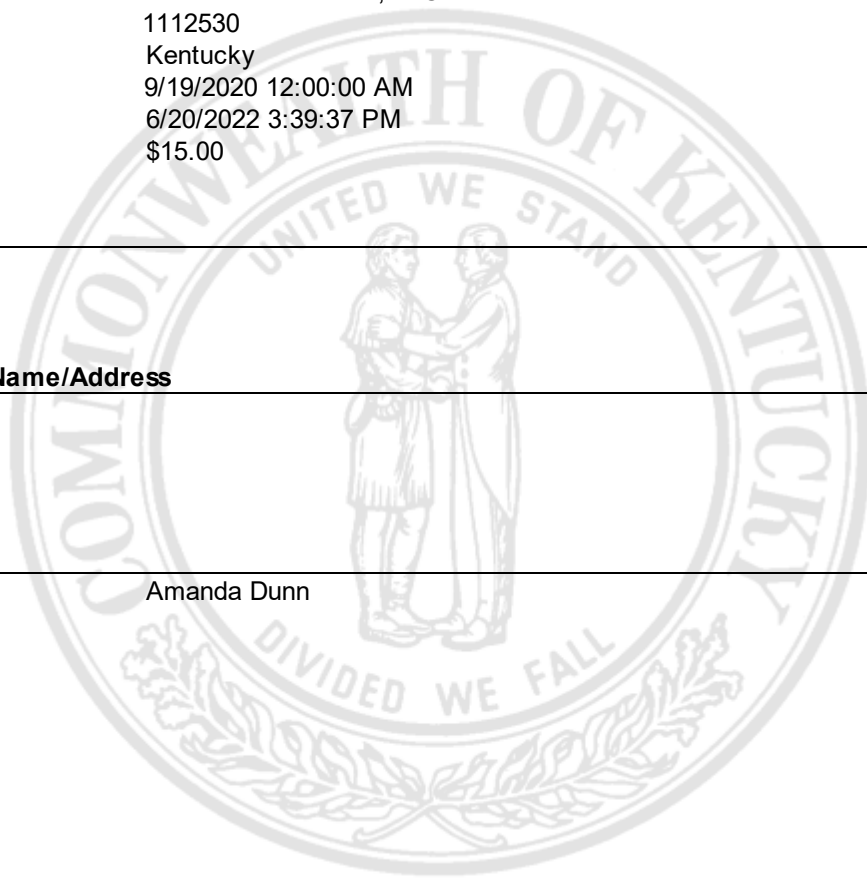 1112530
Kentucky
9/19/2020 12:00:00 AM
6/20/2022 3:39:37 PM
$15.00
Name/Address
Amanda Dunn
COMMONWEALTH OF KENTUCKY
UNITED WE STAND
DIVIDED WE FALL